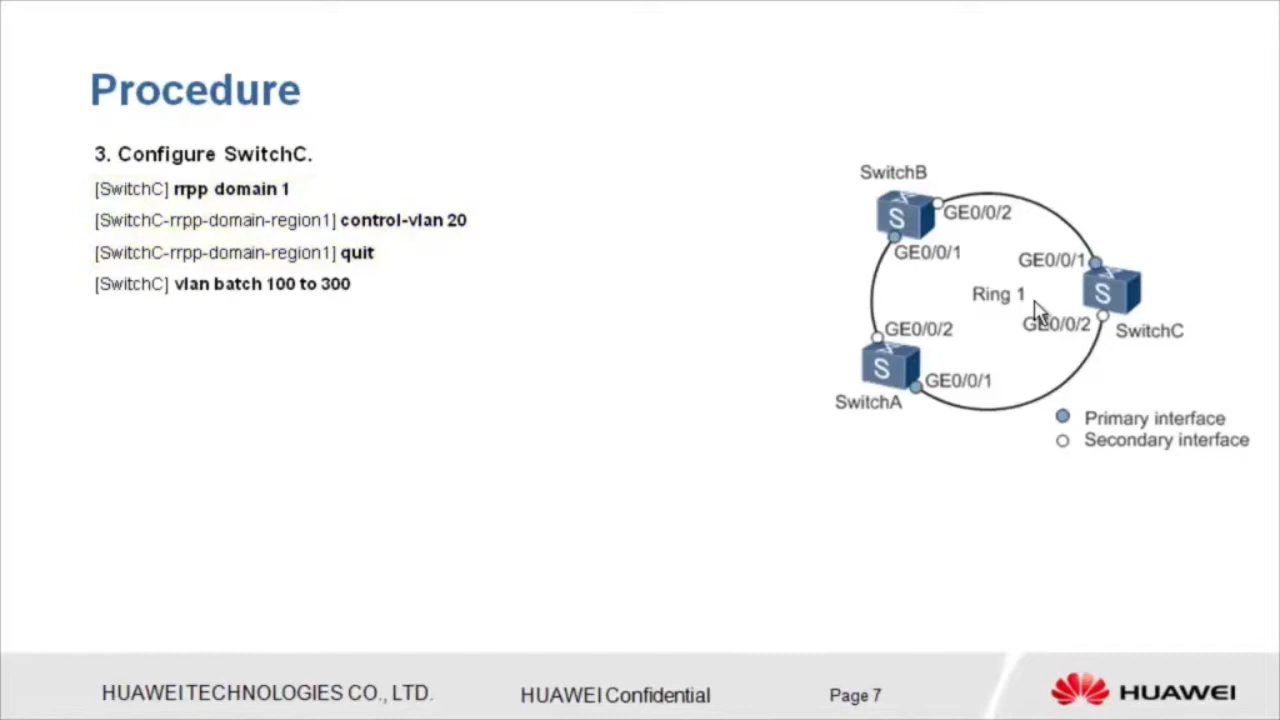 Procedure
3. Configure SwitchC.
[SwitchC] rrpp domain 1
[SwitchC-rrpp-domain-region1] control-vlan 20
[SwitchC-rrpp-domain-region1] quit
[SwitchC] vlan batch 100 to 300
SwitchB
S
GE0/0/2
GE0/0/1
GE0/0/1
S
Ring 1
GE0/0/2
SwitchC
GE0/0/2
S
GE0/0/1
SwitchA
Primary interface
Secondary interface
HUAWEI TECHNOLOGIES CO., LTD.
HUAWEI Confidential
Page 7
HUAWEI